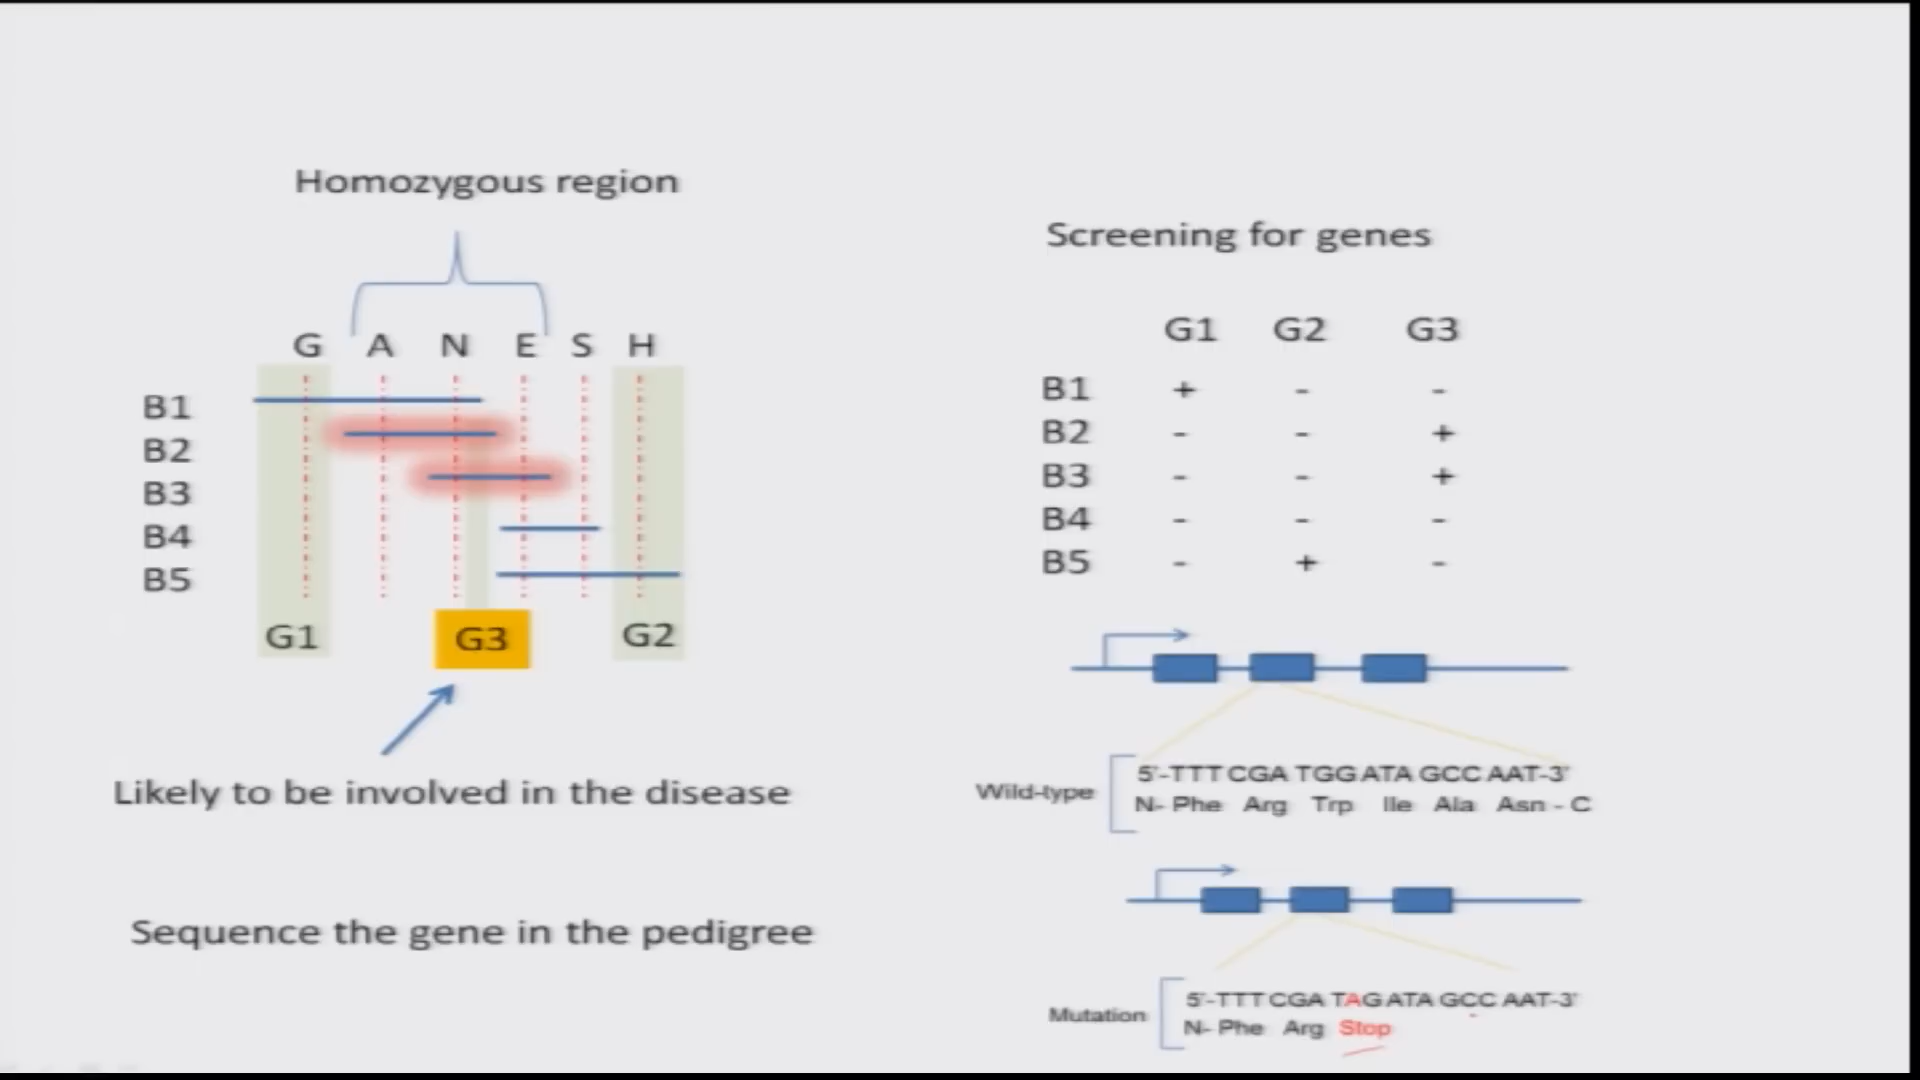 Homozygous region
G A N E S H
B1
B2
B3
B4
B5
G1 G3 G2
Likely to be involved in the disease
Sequence the gene in the pedigree
Screening for genes
G1 G2 G3
B1 + - -
B2 - - +
B3 - - +
B4 - - -
B5 - + -
Wild-type
5'-TTT CGA TGG ATA GCC AAT-3'
N- Phe Arg Trp Ile Ala Asn - C
Mutation
5'-TTT CGA TAG ATA GCC AAT-3'
N- Phe Arg Stop